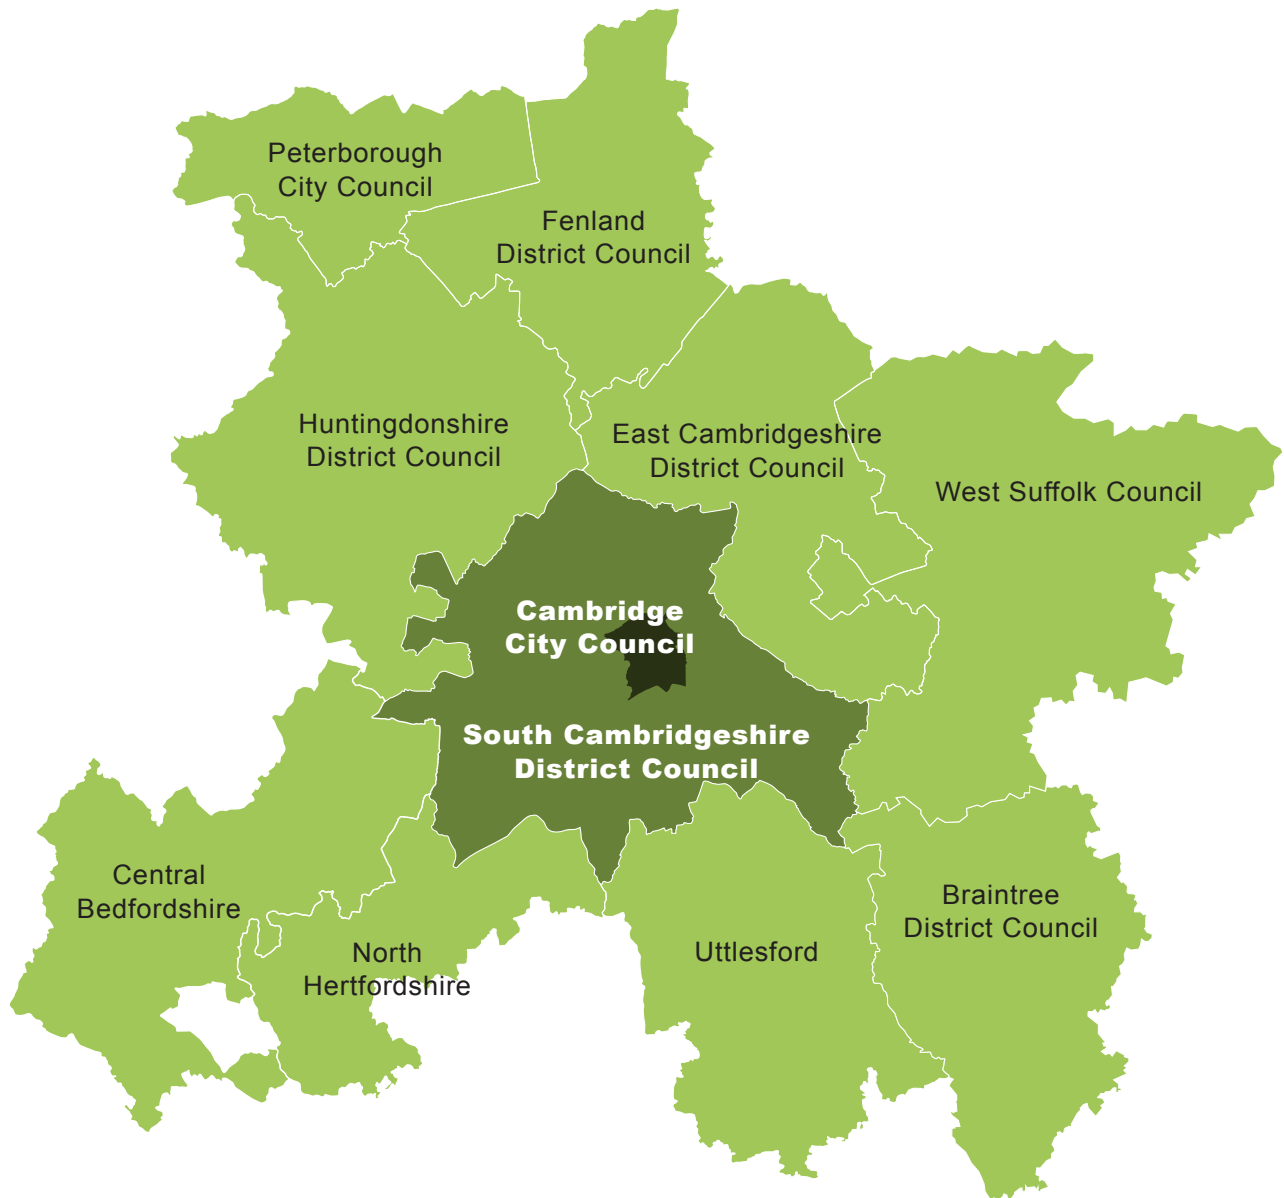 Peterborough
City Council
Fenland
District Council
Huntingdonshire
District Council
East Cambridgeshire
District Council
West Suffolk Council
Cambridge
City Council
South Cambridgeshire
District Council
Central
Bedfordshire
North
Hertfordshire
Uttlesford
Braintree
District Council